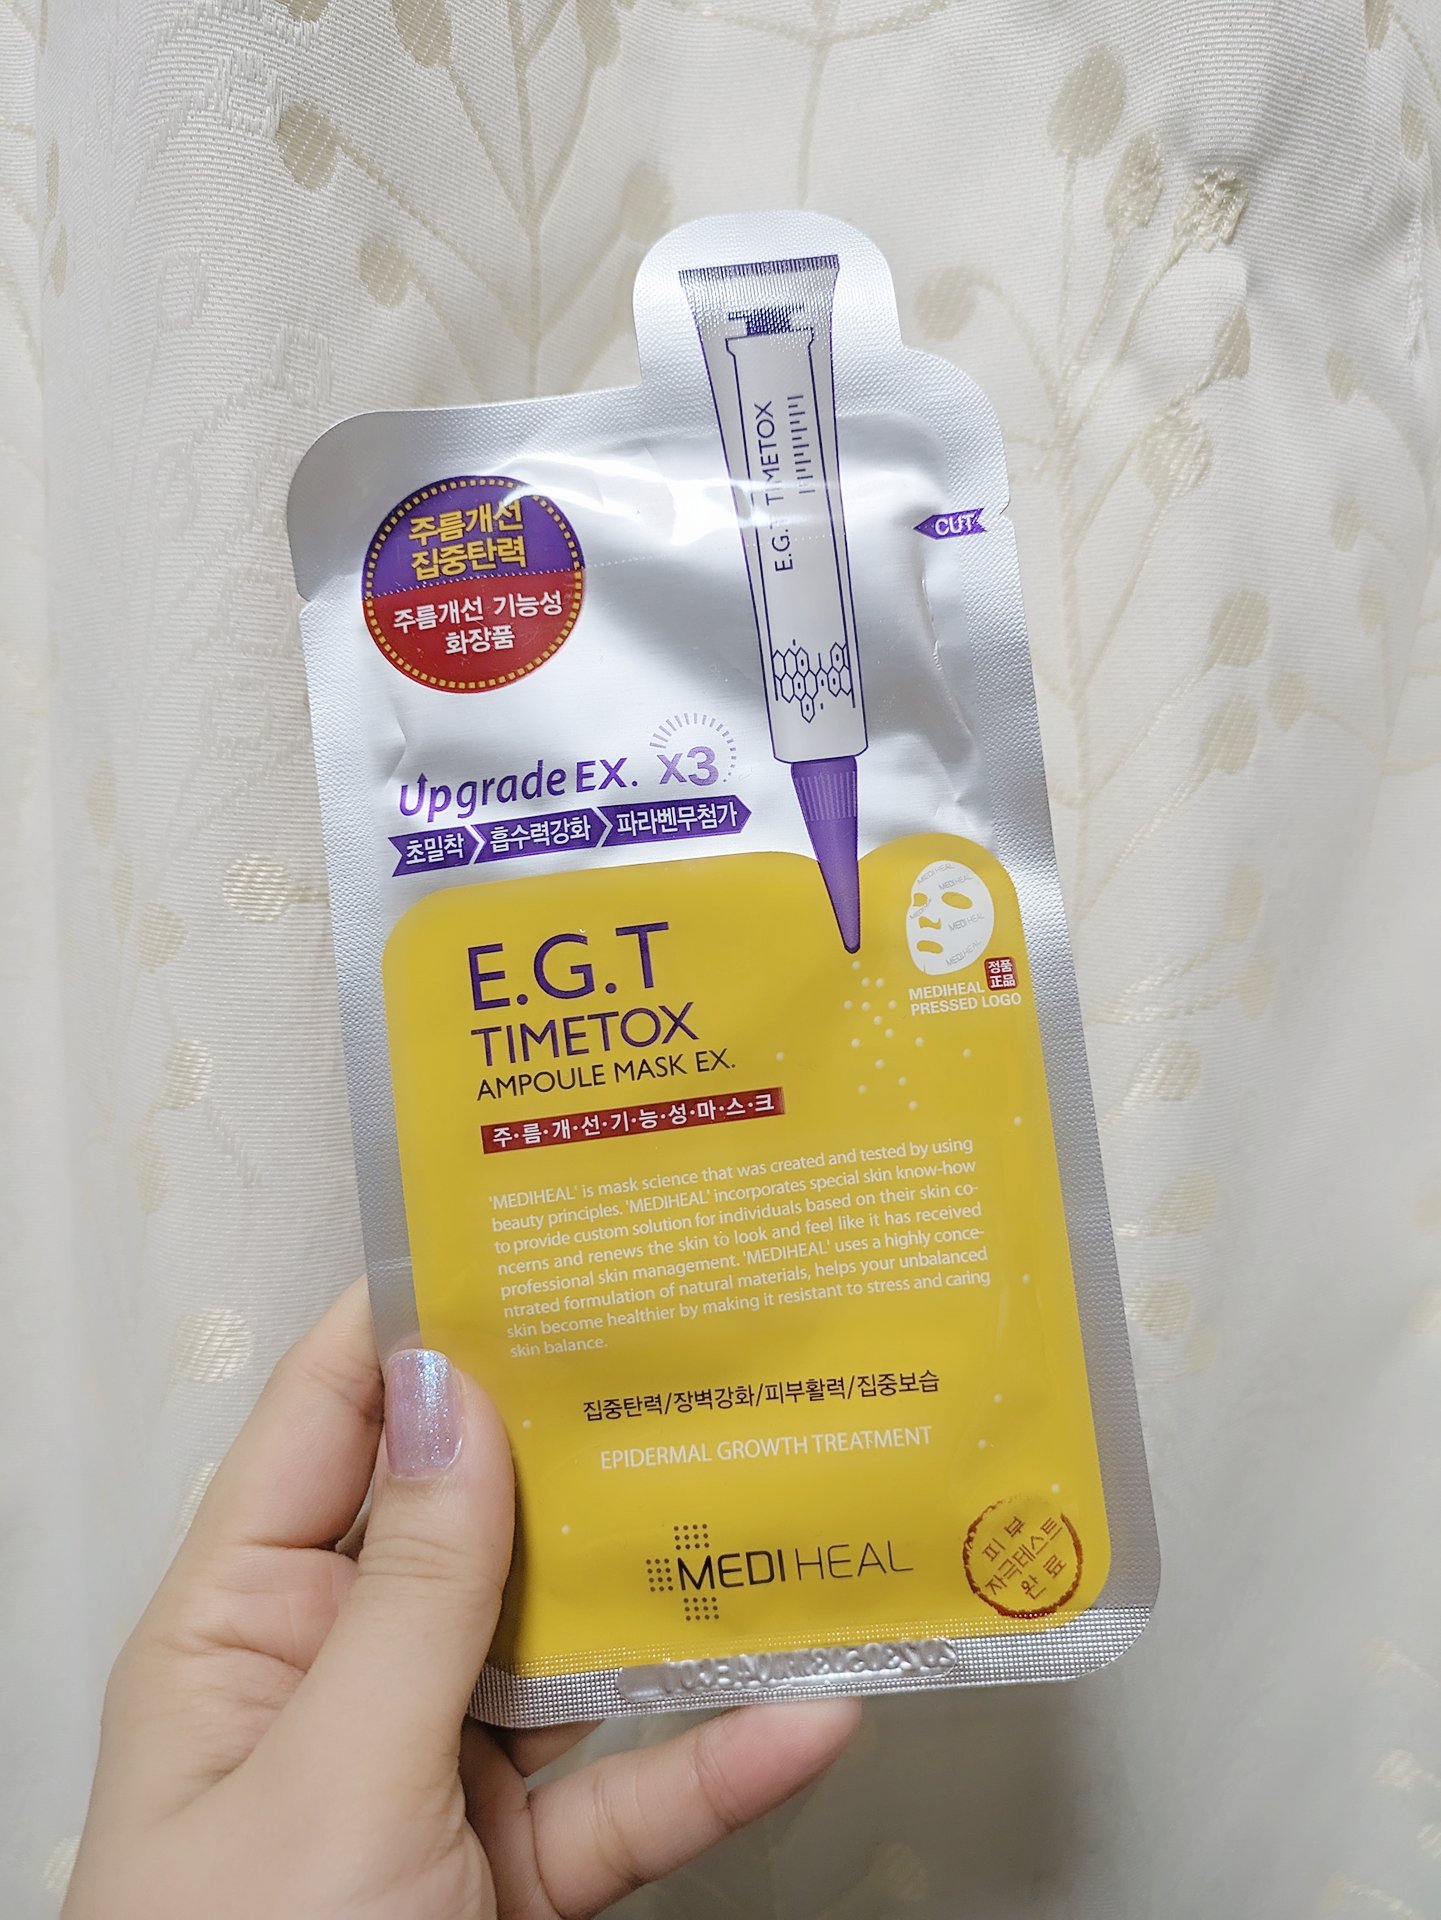 E.G.T TIMETOX
CUT
주름개선
집중탄력
주름개선 기능성
화장품
Upgrade EX. x3
초밀착 흡수력강화 파라벤무첨가
E.G.T
TIMETOX
AMPOULE MASK EX.
주·름·개·선·기·능·성·마·스·크
MEDIHEAL
MEDIHEAL
MEDIHEAL
MEDIHEAL
MEDIHEAL
정품
正品
MEDIHEAL
PRESSED LOGO
'MEDIHEAL' is mask science that was created and tested by using
beauty principles. 'MEDIHEAL' incorporates special skin know-how
to provide custom solution for individuals based on their skin co-
ncerns and renews the skin to look and feel like it has received
professional skin management. 'MEDIHEAL' uses a highly conce-
ntrated formulation of natural materials, helps your unbalanced
skin become healthier by making it resistant to stress and caring
skin balance.
집중탄력/장벽강화/피부활력/집중보습
EPIDERMAL GROWTH TREATMENT
MEDIHEAL
피부
자극테스트
완료